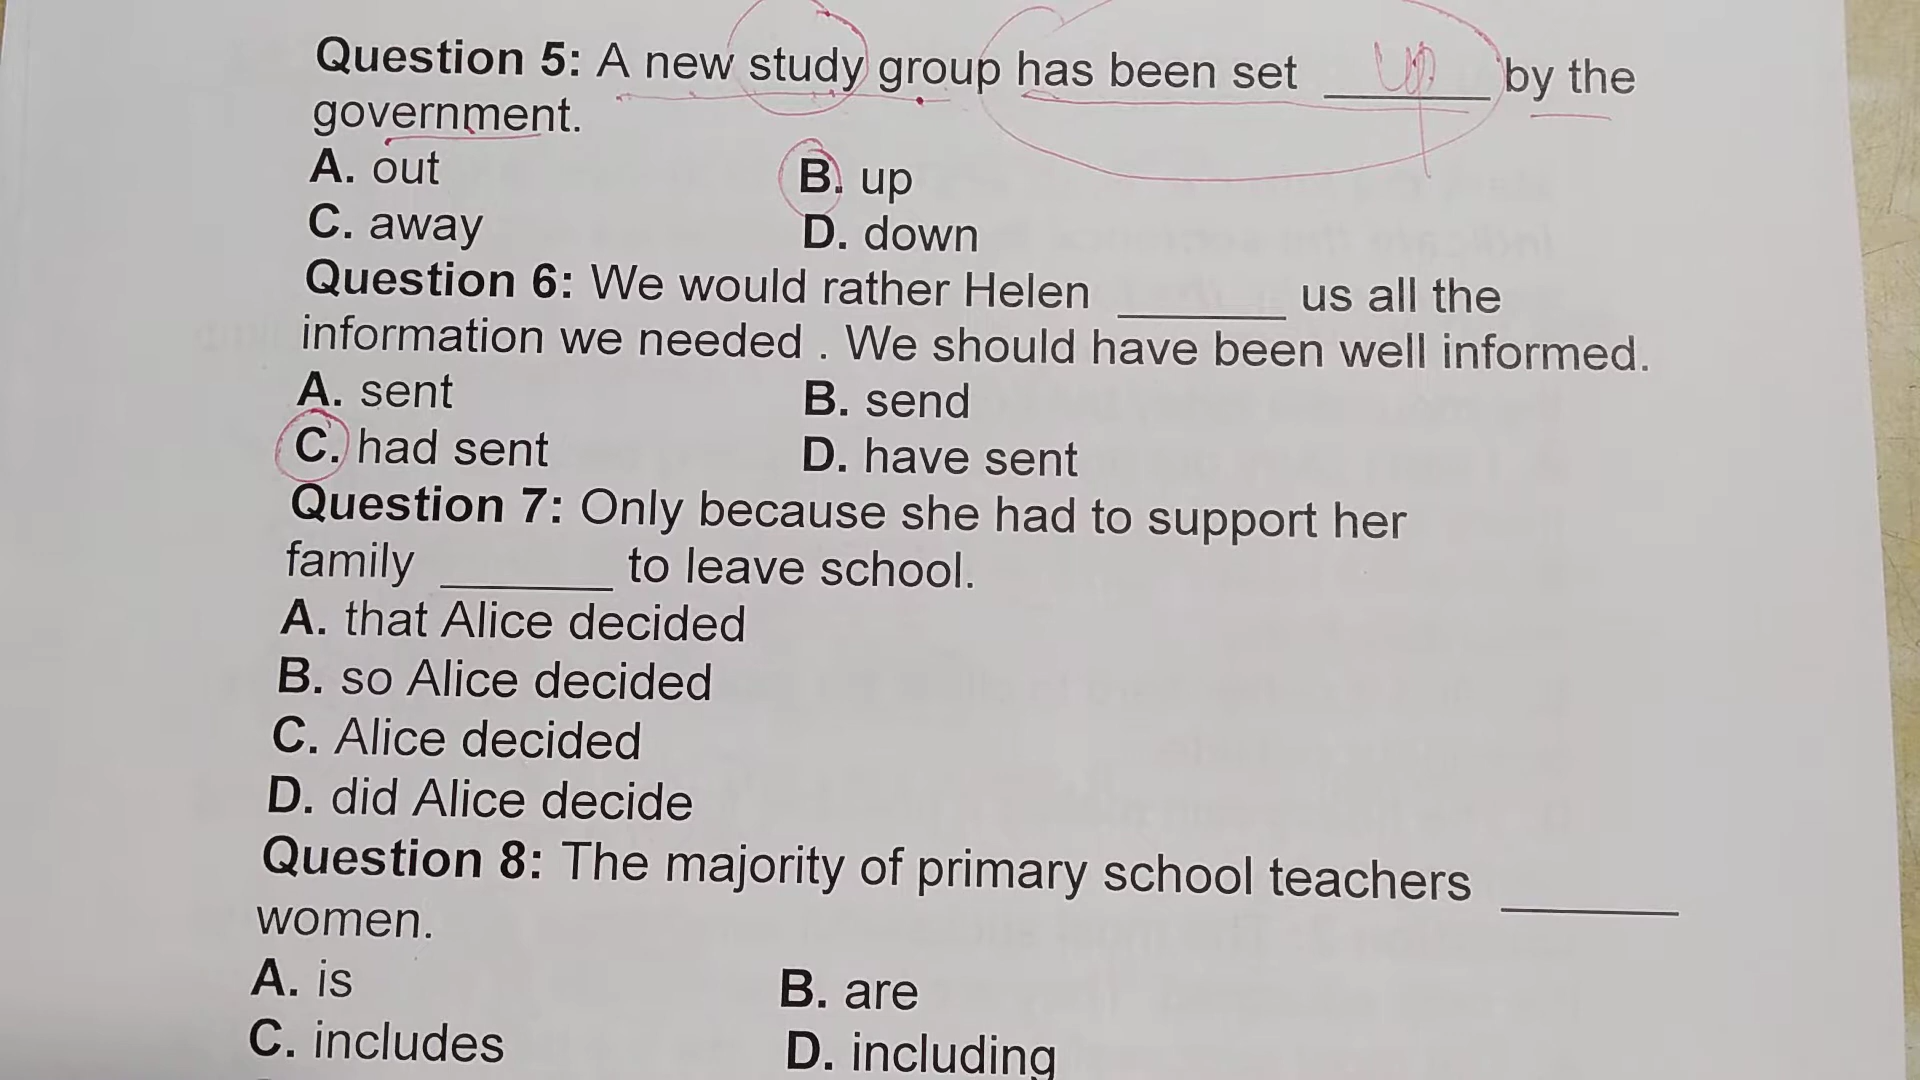 Question 5: A new study group has been set up by the
government.
A. out B. up
C. away D. down
Question 6: We would rather Helen _______ us all the
information we needed . We should have been well informed.
A. sent B. send
C. had sent D. have sent
Question 7: Only because she had to support her
family _______ to leave school.
A. that Alice decided
B. so Alice decided
C. Alice decided
D. did Alice decide
Question 8: The majority of primary school teachers _______
women.
A. is B. are
C. includes D. including